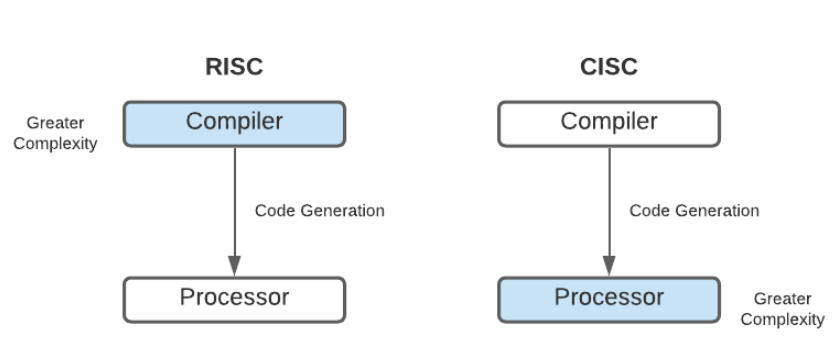 RISC
CISC
Greater
Complexity
Compiler
Compiler
Code Generation
Code Generation
Processor
Processor
Greater
Complexity